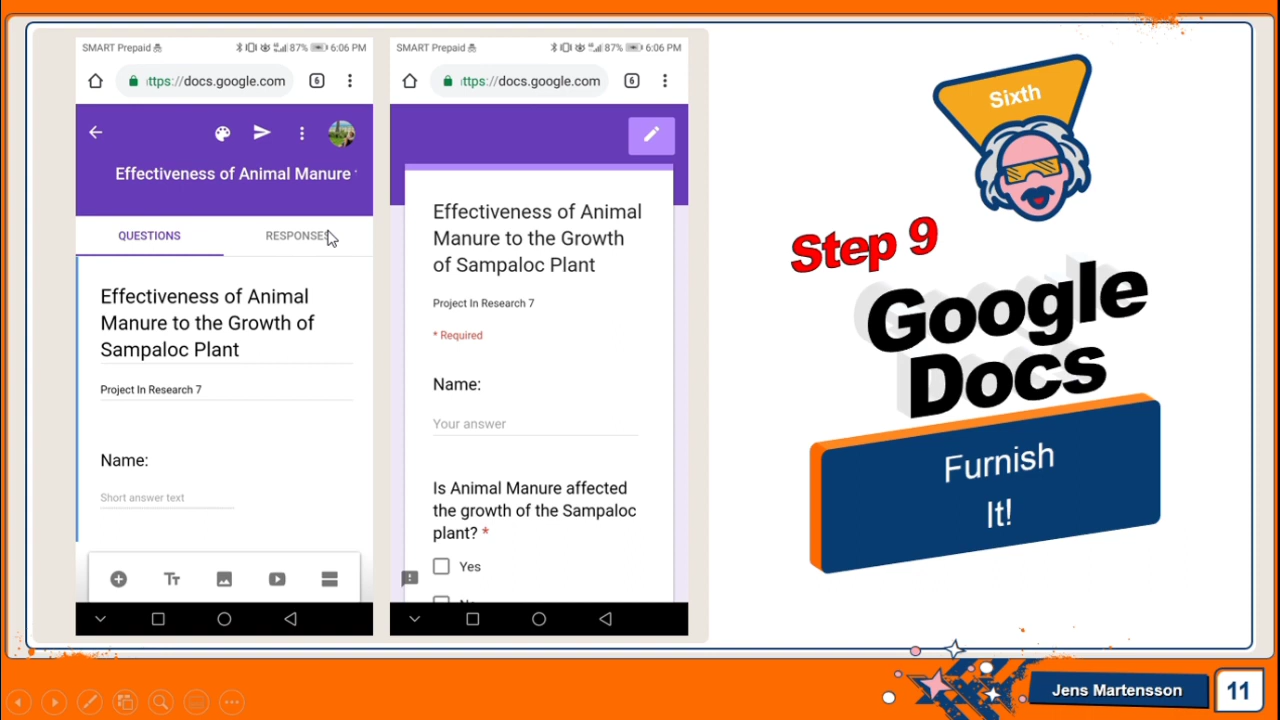 SMART Prepaid
87% 6:06 PM
ttps://docs.google.com
6
Effectiveness of Animal Manure
QUESTIONS
RESPONSES
Effectiveness of Animal
Manure to the Growth of
Sampaloc Plant
Project In Research 7
Name:
Short answer text
Tт
SMART Prepaid
87% 6:06 PM
ttps://docs.google.com
6
Effectiveness of Animal
Manure to the Growth
of Sampaloc Plant
Project In Research 7
* Required
Name:
Your answer
Is Animal Manure affected
the growth of the Sampaloc
plant? *
Yes
Sixth
Step 9
Google
Docs
Furnish
It!
Jens Martensson
11